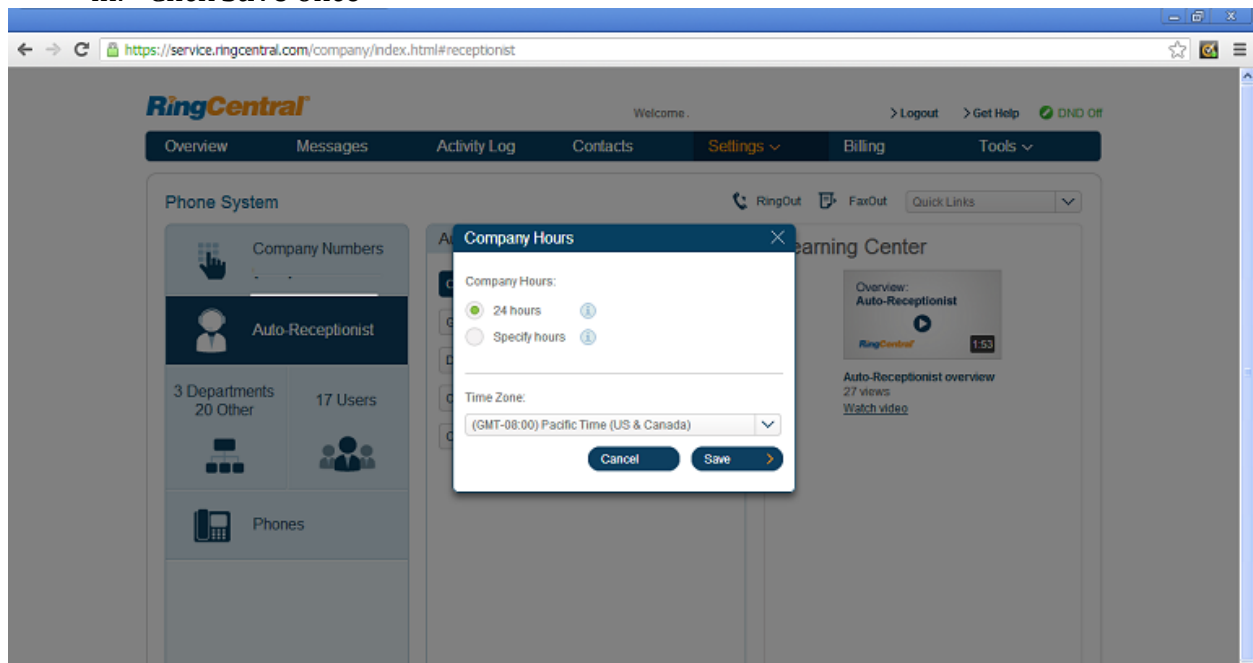 https://service.ringcentral.com/company/index.html#receptionist
RingCentral
Welcome.
> Logout > Get Help DND Off
Overview Messages Activity Log Contacts Settings Billing Tools
Phone System
RingOut FaxOut Quick Links
Company Numbers
Auto-Receptionist
3 Departments
20 Other
17 Users
Phones
Company Hours
Company Hours:
24 hours
Specify hours
Time Zone:
(GMT-08:00) Pacific Time (US & Canada)
Cancel Save
Overview:
Auto-Receptionist
RingCentral
1:53
Auto-Receptionist overview
27 views
Watch video